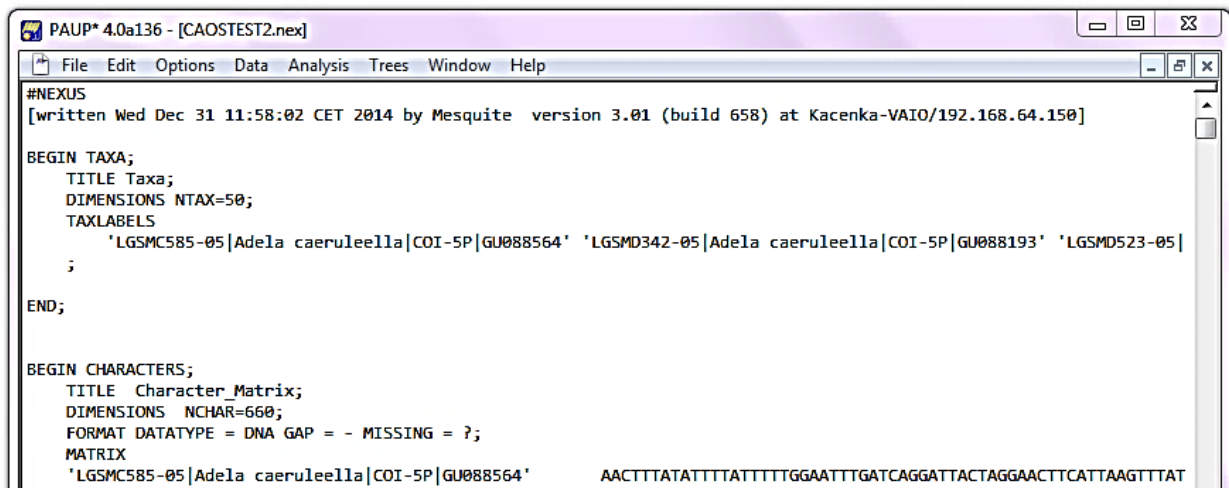 PAUP* 4.0a136 - [CAOSTEST2.nex]
File Edit Options Data Analysis Trees Window Help
#NEXUS
[written Wed Dec 31 11:58:02 CET 2014 by Mesquite version 3.01 (build 658) at Kacenka-VAIO/192.168.64.150]
BEGIN TAXA;
TITLE Taxa;
DIMENSIONS NTAX=50;
TAXLABELS
'LGSMC585-05|Adela caeruleella|COI-5P|GU088564' 'LGSMD342-05|Adela caeruleella|COI-5P|GU088193' 'LGSMD523-05|
;
END;
BEGIN CHARACTERS;
TITLE Character_Matrix;
DIMENSIONS NCHAR=660;
FORMAT DATATYPE = DNA GAP = - MISSING = ?;
MATRIX
'LGSMC585-05|Adela caeruleella|COI-5P|GU088564' AACTTTATATTTTATTTTTGGAATTTGATCAGGATTACTAGGAACTTCATTAAGTTTAT